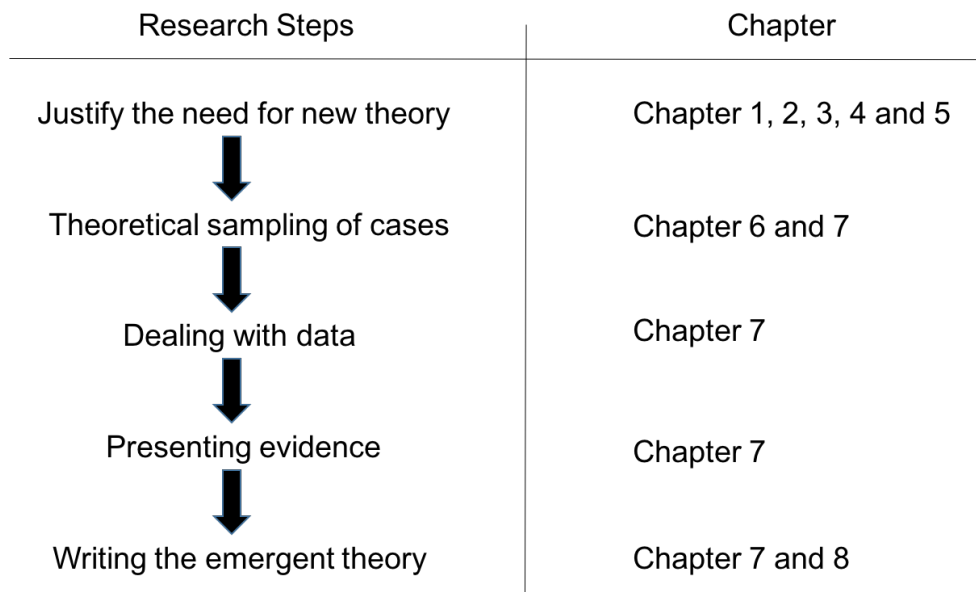 Research Steps Chapter
Justify the need for new theory Chapter 1, 2, 3, 4 and 5
Theoretical sampling of cases Chapter 6 and 7
Dealing with data Chapter 7
Presenting evidence Chapter 7
Writing the emergent theory Chapter 7 and 8